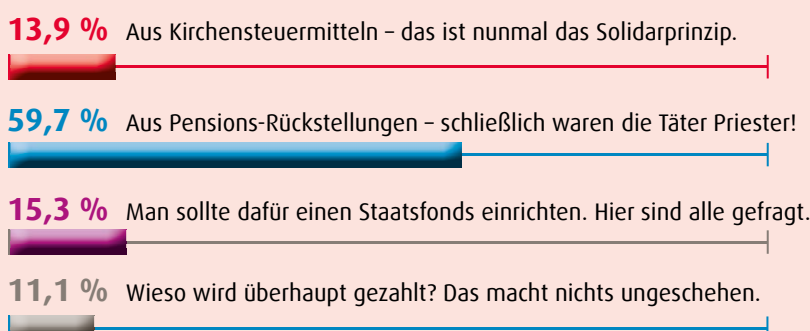 13,9 % Aus Kirchensteuermitteln – das ist nunmal das Solidarprinzip.
59,7 % Aus Pensions-Rückstellungen – schließlich waren die Täter Priester!
15,3 % Man sollte dafür einen Staatsfonds einrichten. Hier sind alle gefragt.
11,1 % Wieso wird überhaupt gezahlt? Das macht nichts ungeschehen.